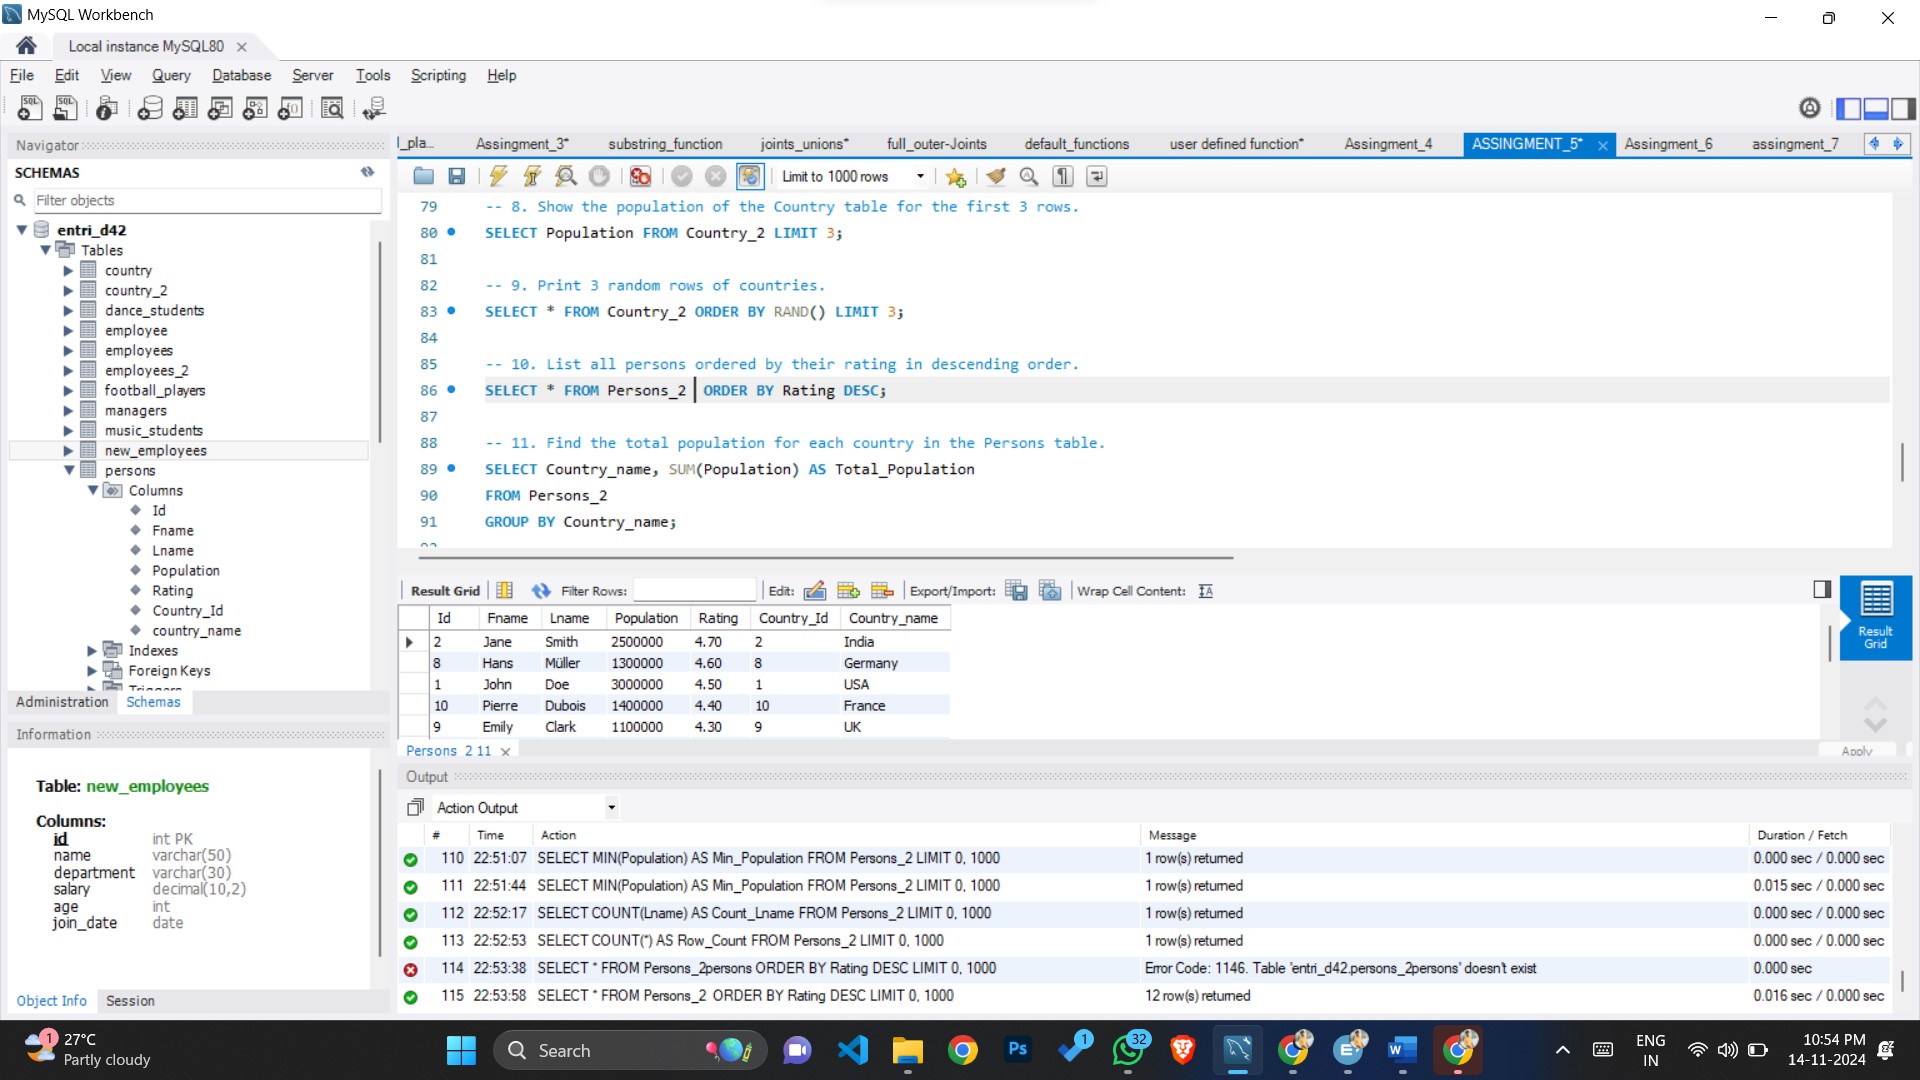 MySQL Workbench
Local instance MySQL80
File Edit View Query Database Server Tools Scripting Help
Navigator
SCHEMAS
Filter objects
entri_d42
Tables
country
country_2
dance_students
employee
employees
employees_2
football_players
managers
music_students
new_employees
persons
Columns
Id
Fname
Lname
Population
Rating
Country_Id
country_name
Indexes
Foreign Keys
Triggers
Administration Schemas
Information
Table: new_employees
Columns:
id int PK
name varchar(50)
department varchar(30)
salary decimal(10,2)
age int
join_date date
Object Info Session
l_pla... Assingment_3* substring_function joints_unions* full_outer-Joints default_functions user defined function* Assingment_4 ASSINGMENT_5* Assingment_6 assingment_7
Limit to 1000 rows
79 -- 8. Show the population of the Country table for the first 3 rows.
80 SELECT Population FROM Country_2 LIMIT 3;
81
82 -- 9. Print 3 random rows of countries.
83 SELECT * FROM Country_2 ORDER BY RAND() LIMIT 3;
84
85 -- 10. List all persons ordered by their rating in descending order.
86 SELECT * FROM Persons_2 ORDER BY Rating DESC;
87
88 -- 11. Find the total population for each country in the Persons table.
89 SELECT Country_name, SUM(Population) AS Total_Population
90 FROM Persons_2
91 GROUP BY Country_name;
Result Grid Filter Rows: Edit: Export/Import: Wrap Cell Content:
Id Fname Lname Population Rating Country_Id Country_name
2 Jane Smith 2500000 4.70 2 India
8 Hans Müller 1300000 4.60 8 Germany
1 John Doe 3000000 4.50 1 USA
10 Pierre Dubois 1400000 4.40 10 France
9 Emily Clark 1100000 4.30 9 UK
Result
Grid
Persons_2 11
Apply
Output
Action Output
# Time Action Message Duration / Fetch
110 22:51:07 SELECT MIN(Population) AS Min_Population FROM Persons_2 LIMIT 0, 1000 1 row(s) returned 0.000 sec / 0.000 sec
111 22:51:44 SELECT MIN(Population) AS Min_Population FROM Persons_2 LIMIT 0, 1000 1 row(s) returned 0.015 sec / 0.000 sec
112 22:52:17 SELECT COUNT(Lname) AS Count_Lname FROM Persons_2 LIMIT 0, 1000 1 row(s) returned 0.000 sec / 0.000 sec
113 22:52:53 SELECT COUNT(*) AS Row_Count FROM Persons_2 LIMIT 0, 1000 1 row(s) returned 0.000 sec / 0.000 sec
114 22:53:38 SELECT * FROM Persons_2persons ORDER BY Rating DESC LIMIT 0, 1000 Error Code: 1146. Table 'entri_d42.persons_2persons' doesn't exist 0.000 sec
115 22:53:58 SELECT * FROM Persons_2 ORDER BY Rating DESC LIMIT 0, 1000 12 row(s) returned 0.016 sec / 0.000 sec
1
27°C
Partly cloudy
Search
Ps
1
32
ENG
IN
10:54 PM
14-11-2024